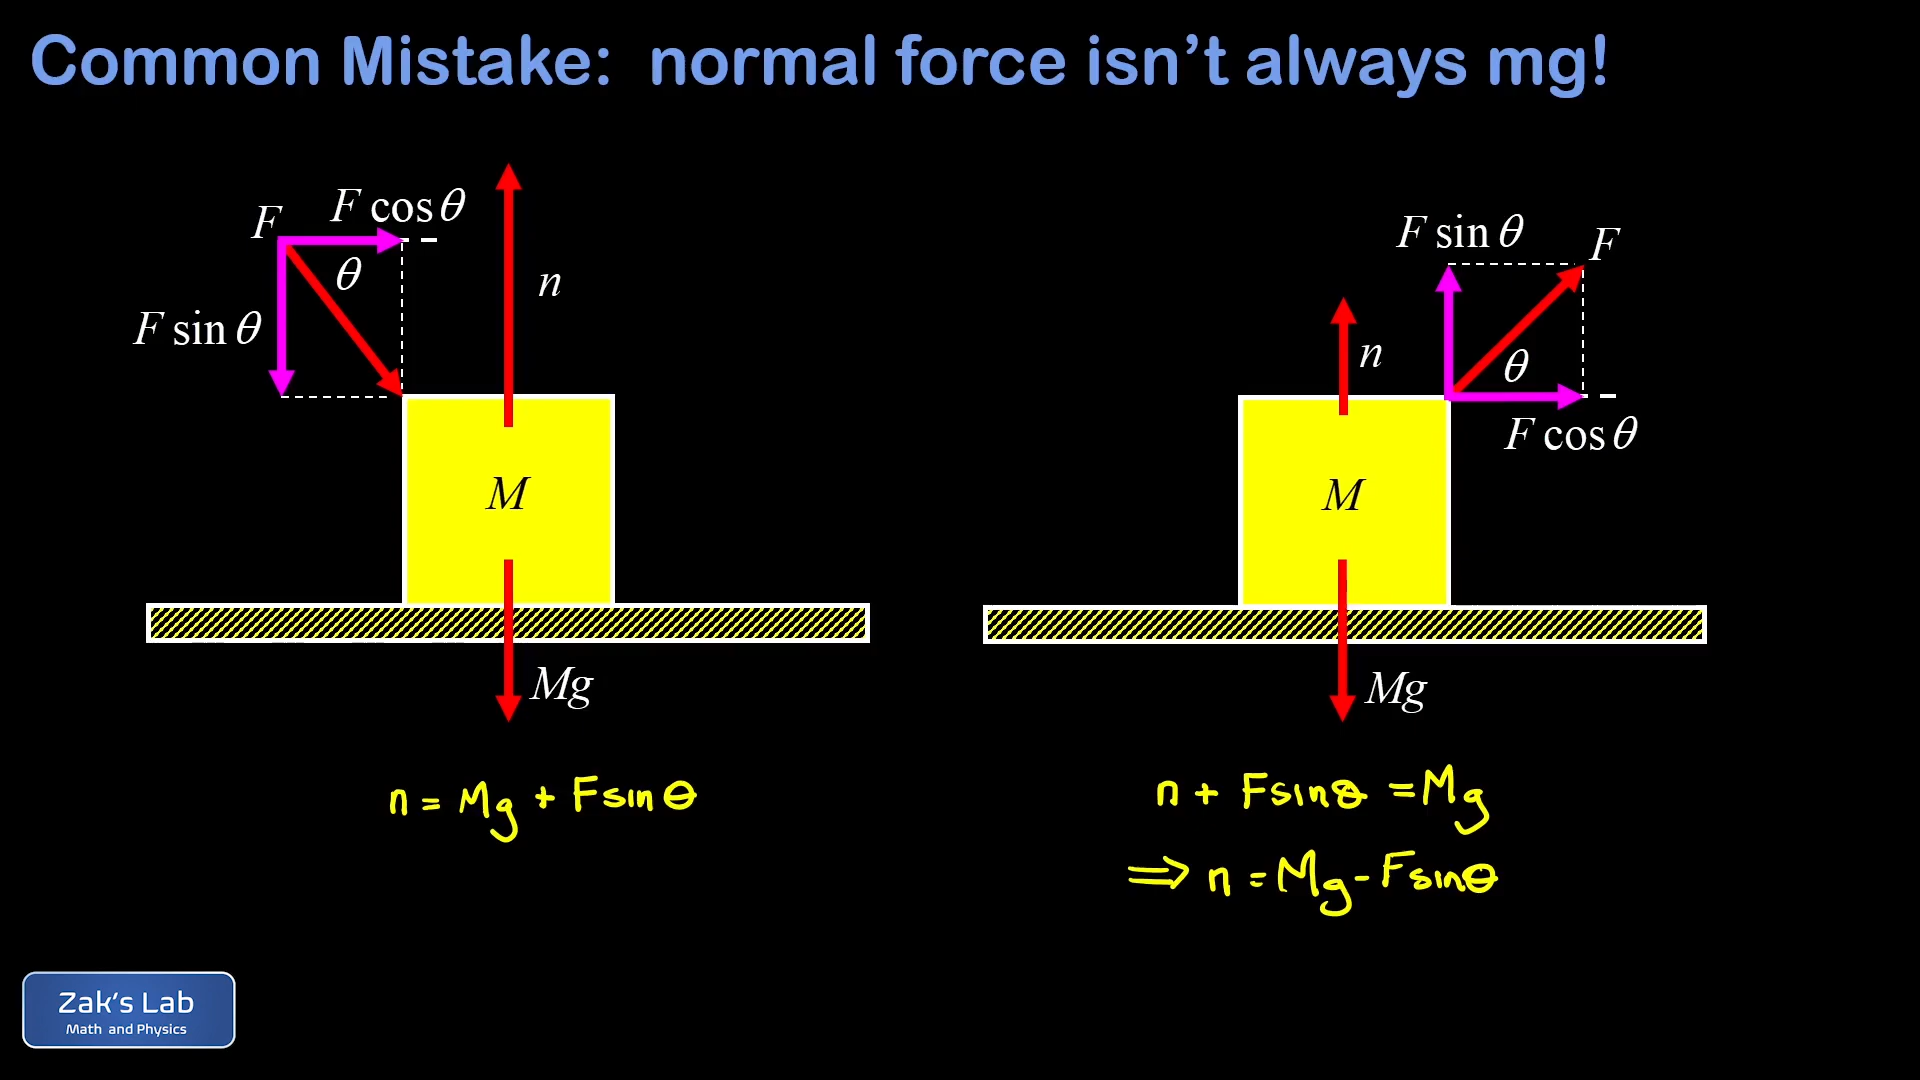 Common Mistake:  normal force isn't always mg!
F
F cos θ
θ
F sin θ
n
M
Mg
n = Mg + Fsin θ
F sin θ
F
n
θ
F cos θ
M
Mg
n + Fsinθ = Mg
⟹ n = Mg - Fsinθ
Zak's Lab
Math and Physics